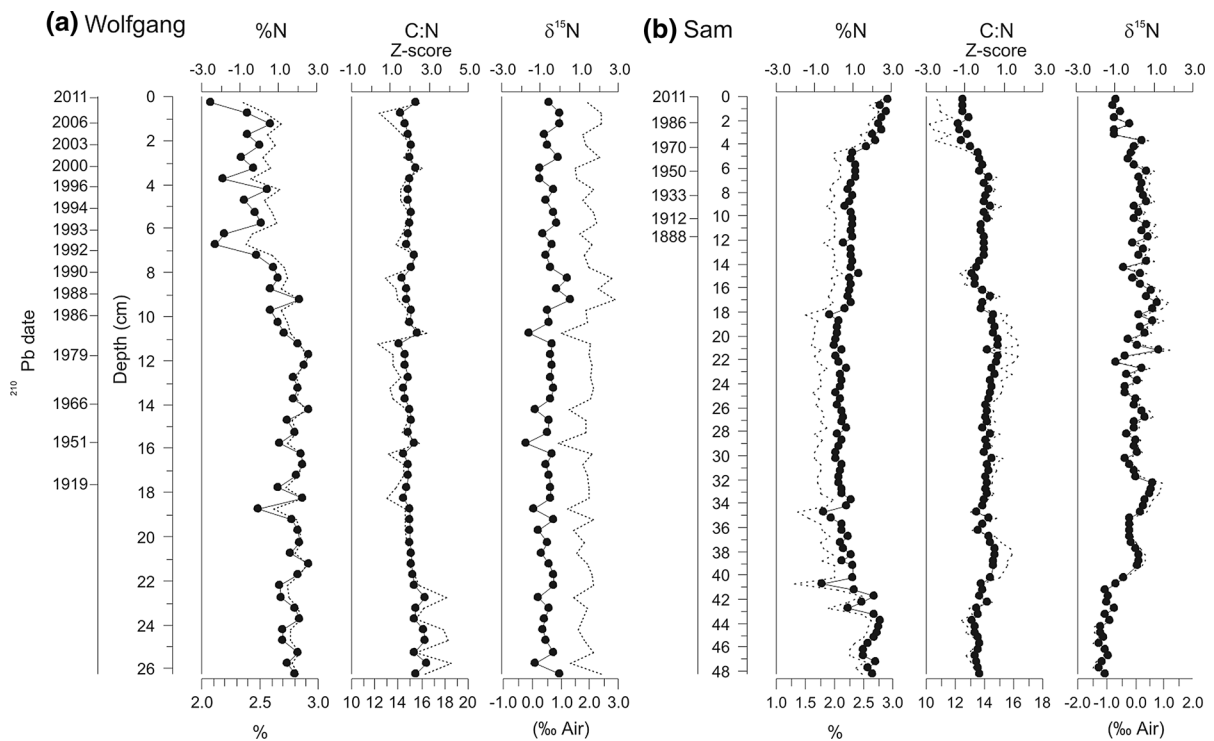 (a) Wolfgang
%N
C:N
δ¹⁵N
Z-score
-3.0 -1.0 1.0 3.0
-1.0 1.0 3.0 5.0
-3.0 -1.0 1.0 3.0
2011
2006
2003
2000
1996
1994
1993
1992
1990
1988
1986
1979
1966
1951
1919
²¹⁰Pb date
Depth (cm)
0
2
4
6
8
10
12
14
16
18
20
22
24
26
2.0 2.5 3.0
10 12 14 16 18 20
-1.0 0.0 1.0 2.0 3.0
%
(‰ Air)
(b) Sam
%N
C:N
δ¹⁵N
Z-score
-3.0 -1.0 1.0 3.0
-3.0 -1.0 1.0 3.0
-3.0 -1.0 1.0 3.0
2011
1986
1970
1950
1933
1912
1888
0
2
4
6
8
10
12
14
16
18
20
22
24
26
28
30
32
34
36
38
40
42
44
46
48
1.0 2.0 3.0
10 12 14 16 18
-2.0 -1.0 0.0 1.0 2.0
%
(‰ Air)